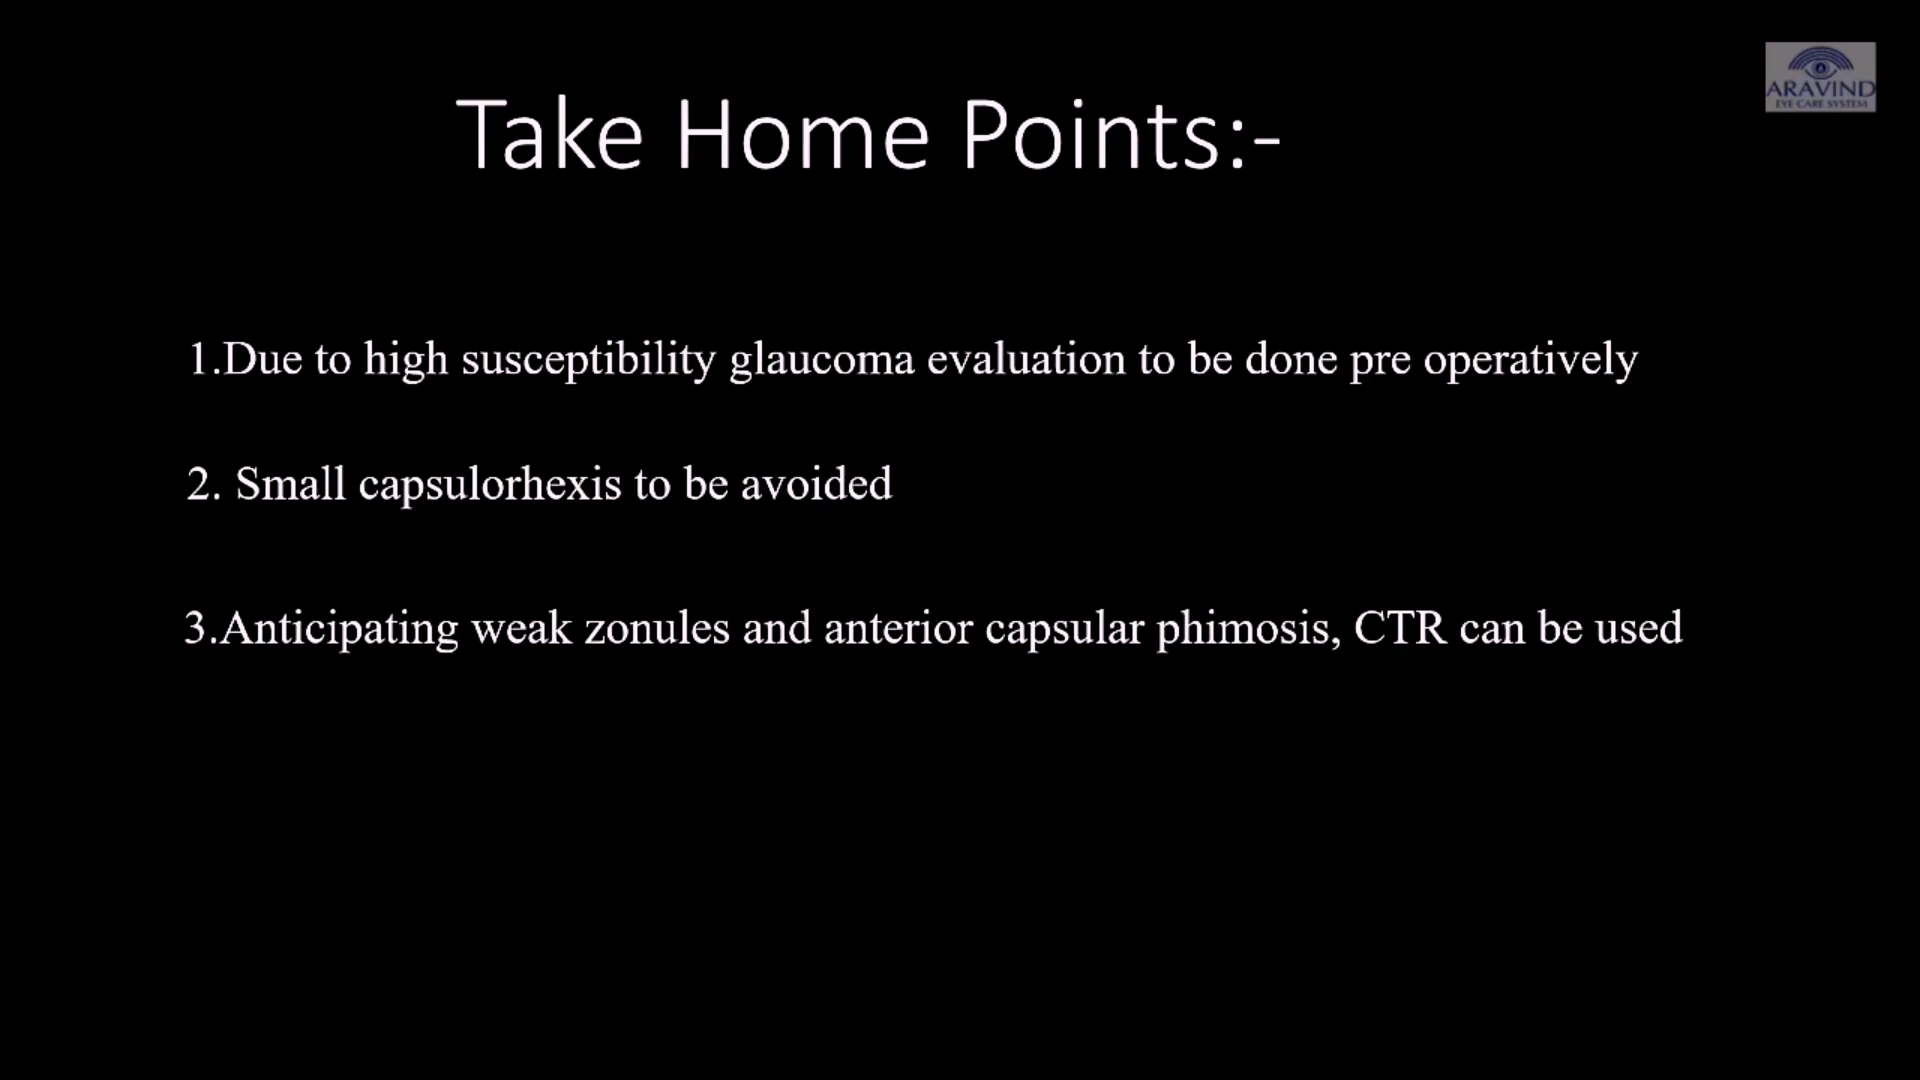 ARAVIND
EYE CARE SYSTEM
Take Home Points:-
1.Due to high susceptibility glaucoma evaluation to be done pre operatively
2. Small capsulorhexis to be avoided
3.Anticipating weak zonules and anterior capsular phimosis, CTR can be used